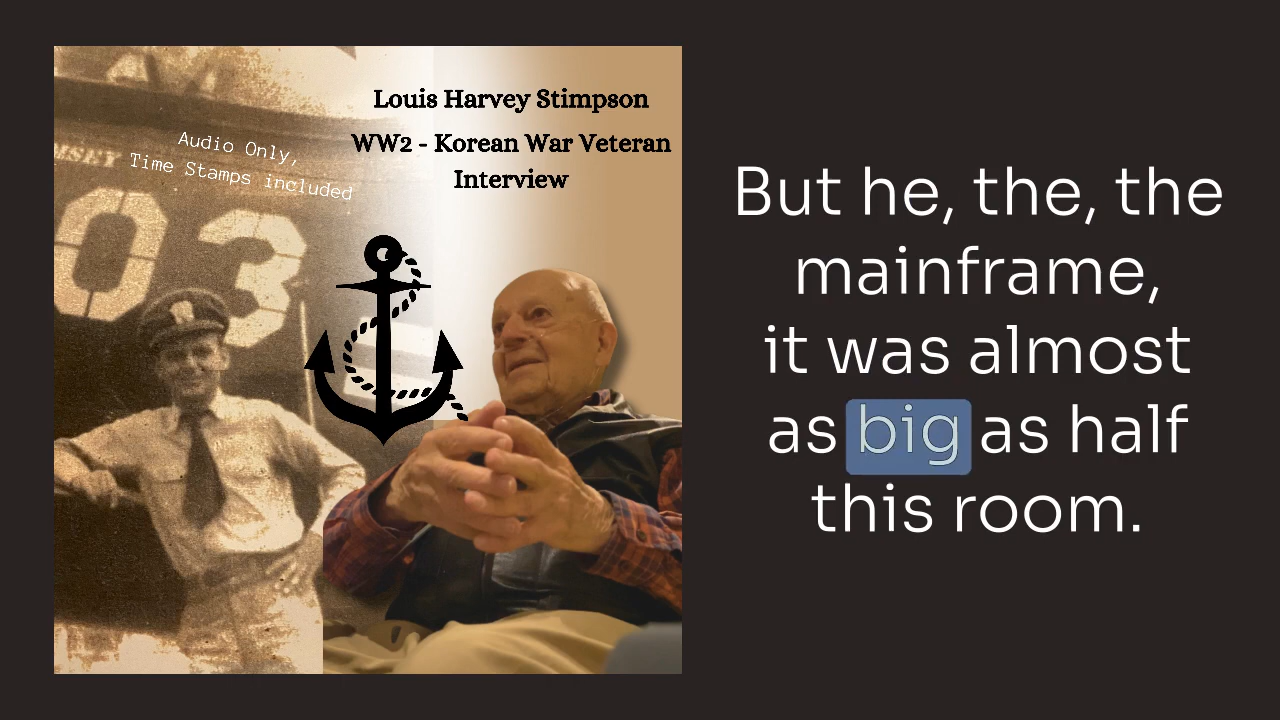 Louis Harvey Stimpson
WW2 - Korean War Veteran
Interview
Audio Only,
Time Stamps included
MSEY
03
But he, the, the
mainframe,
it was almost
as big as half
this room.